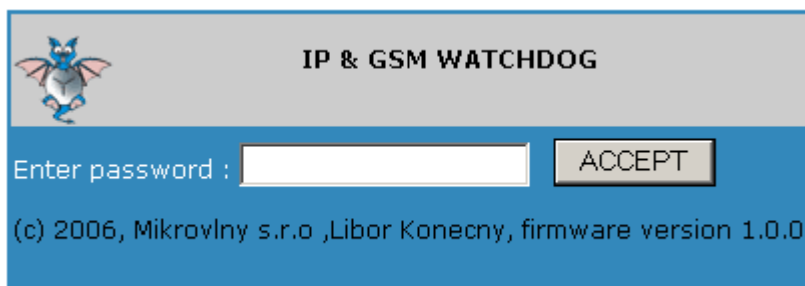 IP & GSM WATCHDOG
Enter password : ACCEPT
(c) 2006, Mikrovlny s.r.o ,Libor Konecny, firmware version 1.0.0